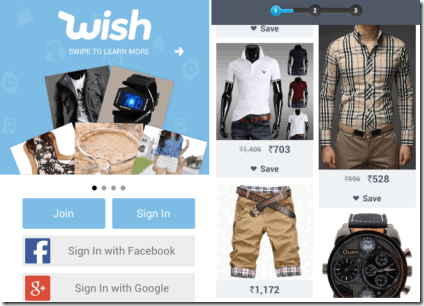 wish
SWIPE TO LEARN MORE
Join
Sign In
f
Sign In with Facebook
g+
Sign In with Google
1 2 3
Save
₹1,406 ₹703
Save
₹1,172
₹996 ₹528
Save